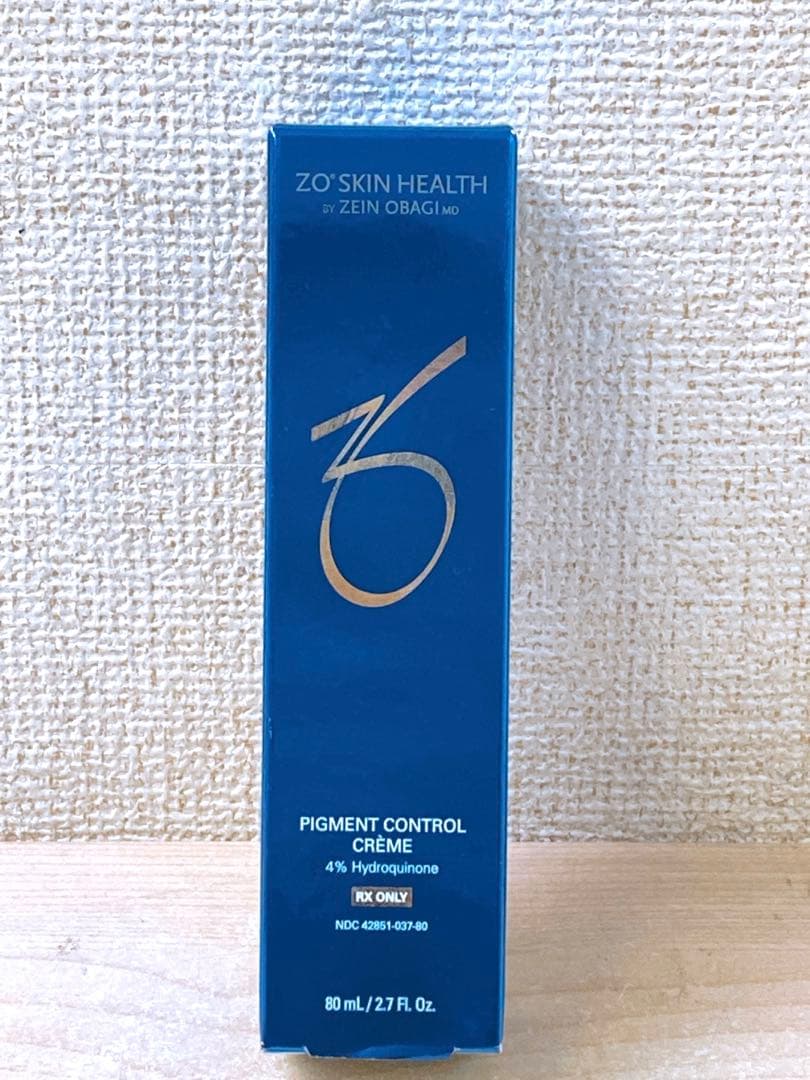 ZO® SKIN HEALTH
BY ZEIN OBAGI MD
PIGMENT CONTROL
CRÈME
4% Hydroquinone
RX ONLY
NDC 42851-037-80
80 mL / 2.7 Fl. Oz.